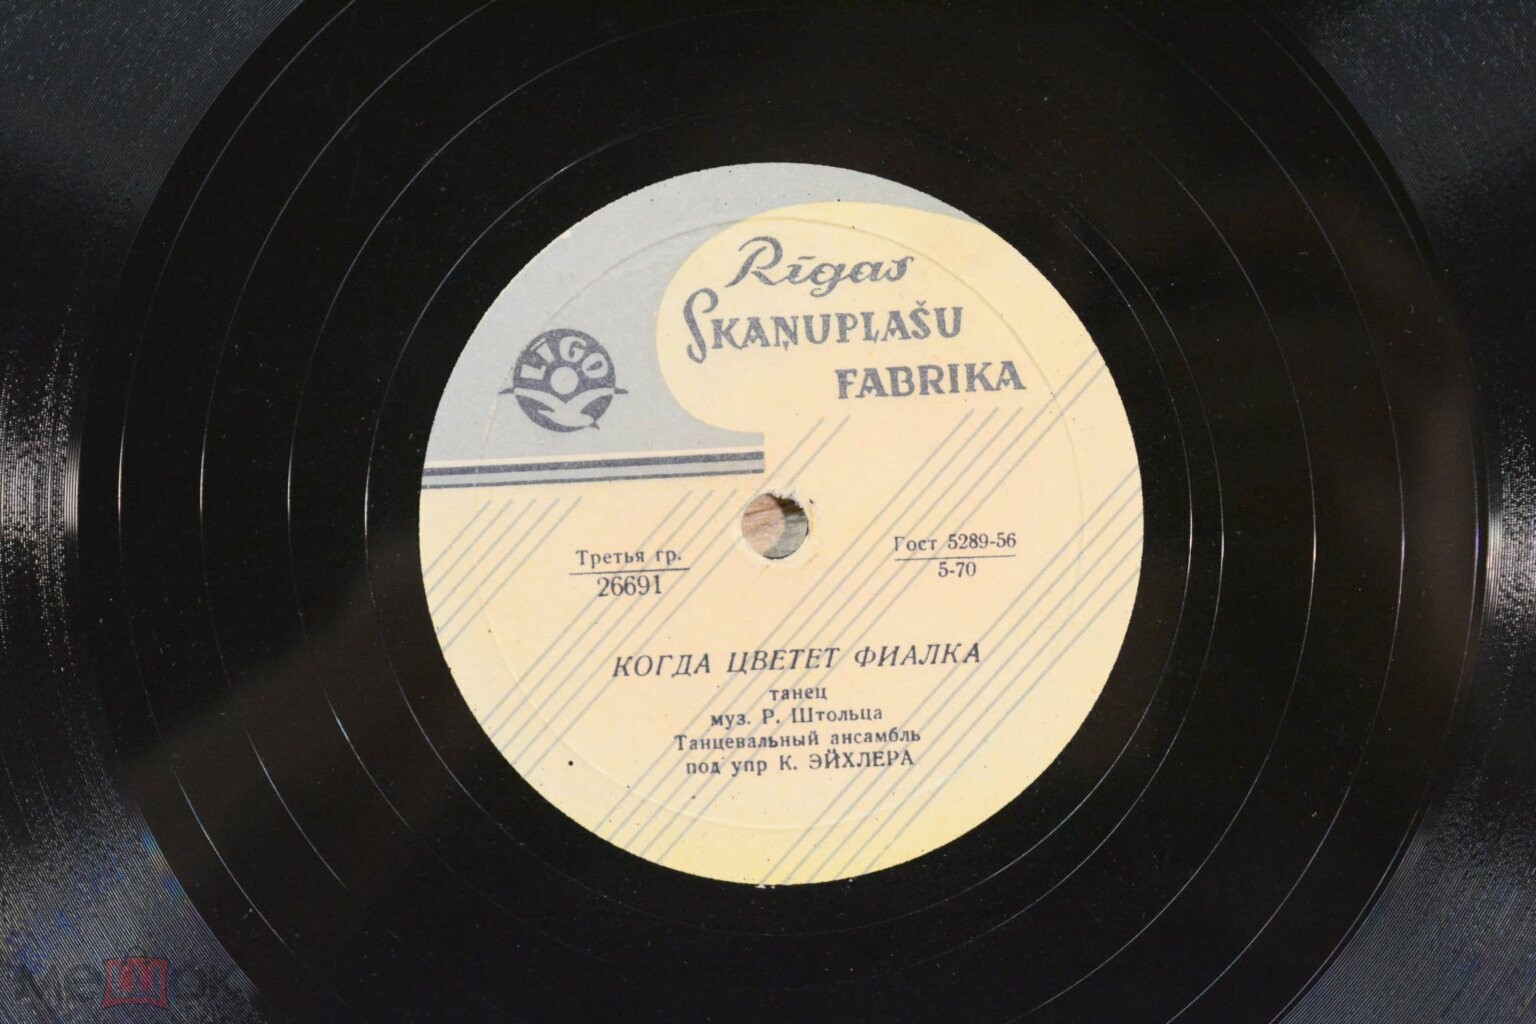 Rīgas
SKAŅUPLAŠU
FABRIKA
LĪGO
Третья гр.
26691
Гост 5289-56
5-70
КОГДА ЦВЕТЕТ ФИАЛКА
танец
муз. Р. Штольца
Танцевальный ансамбль
под упр К. ЭЙХЛЕРА
Мешок